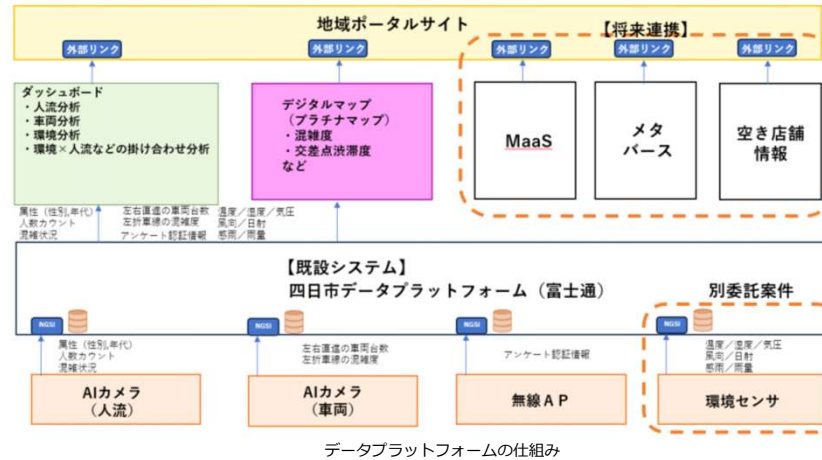 地域ポータルサイト
【将来連携】
外部リンク
外部リンク
外部リンク
外部リンク
外部リンク
ダッシュボード
・人流分析
・車両分析
・環境分析
・環境×人流などの掛け合わせ分析
デジタルマップ
（プラチナマップ）
・混雑度
・交差点渋滞度
など
MaaS
メタ
バース
空き店舗
情報
属性（性別,年代）
人数カウント
混雑状況
左右直進の車両台数
左折車線の混雑度
アンケート認証情報
温度／湿度／気圧
風向／日射
感雨／雨量
【既設システム】
四日市データプラットフォーム（富士通）
別委託案件
NGSI
NGSI
NGSI
NGSI
属性（性別,年代）
人数カウント
混雑状況
左右直進の車両台数
左折車線の混雑度
アンケート認証情報
温度／湿度／気圧
風向／日射
感雨／雨量
AIカメラ
（人流）
AIカメラ
（車両）
無線ＡＰ
環境センサ
データプラットフォームの仕組み